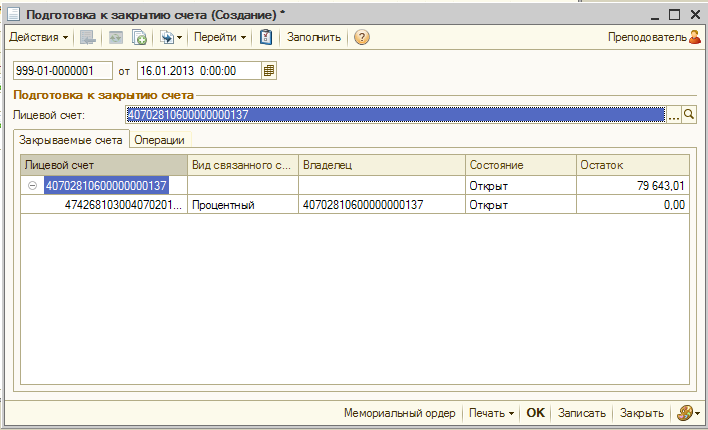 Подготовка к закрытию счета (Создание) *
Действия Перейти Заполнить Преподователь
999-01-0000001 от 16.01.2013 0:00:00
Подготовка к закрытию счета
Лицевой счет: 40702810600000000137
Закрываемые счета Операции
Лицевой счет Вид связанного с... Владелец Состояние Остаток
40702810600000000137 Открыт 79 643,01
474268103004070201... Процентный 40702810600000000137 Открыт 0,00
Мемориальный ордер Печать OK Записать Закрыть